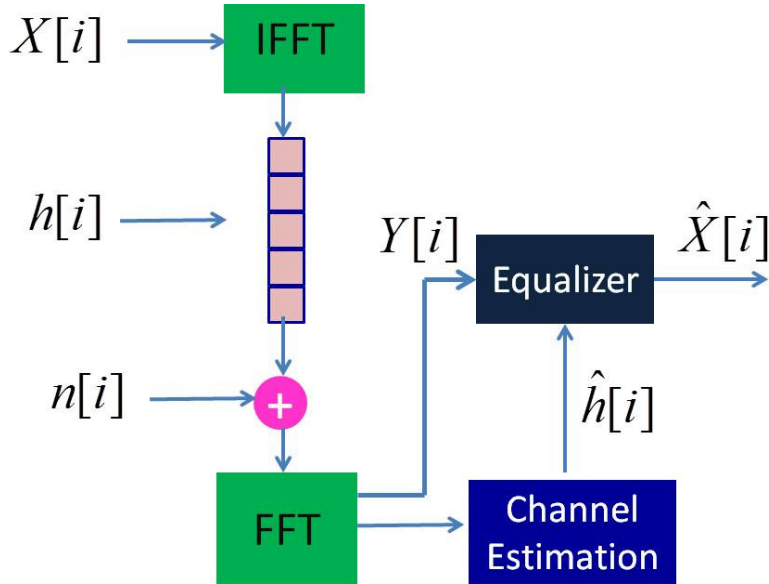 X[i]
IFFT
h[i]
Y[i]
X̂[i]
Equalizer
n[i]
+
ĥ[i]
FFT
Channel
Estimation